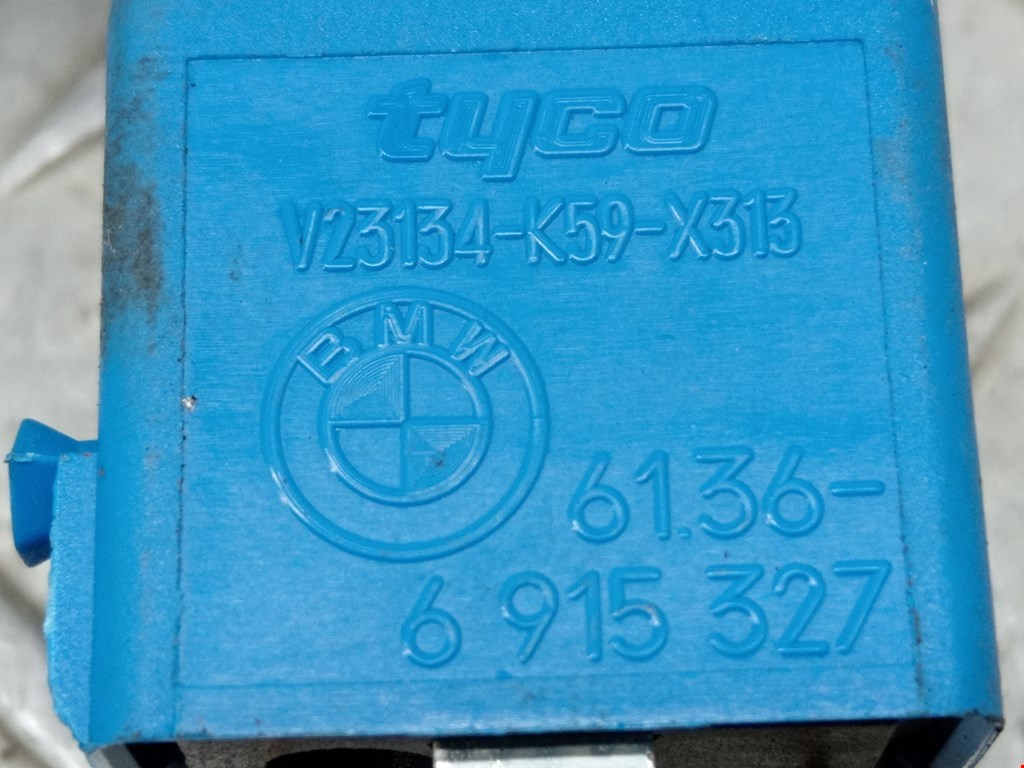 tyco
V23134-K59-X313
BMW
61.36-
6 915 327